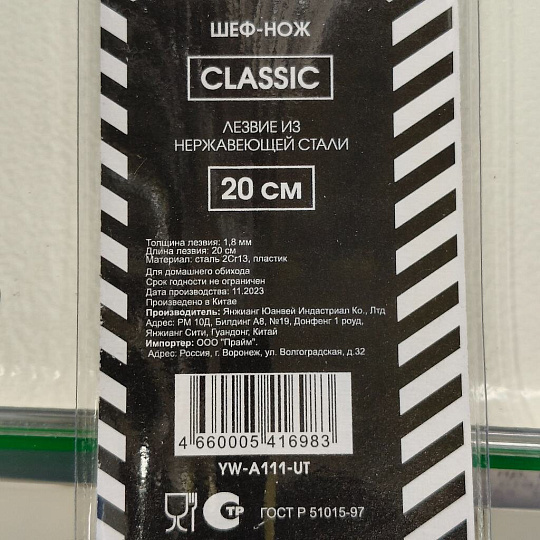 ШЕФ-НОЖ
CLASSIC
ЛЕЗВИЕ ИЗ
НЕРЖАВЕЮЩЕЙ СТАЛИ
20 СМ
Толщина лезвия: 1,8 мм
Длина лезвия: 20 см
Материал: сталь 2Cr13, пластик
Для домашнего обихода
Срок годности не ограничен
Дата производства: 11.2023
Произведено в Китае
Производитель: Янжианг Юанвей Индастриал Ко., Лтд
Адрес: РМ 10Д, Билдинг А8, №19, Донфенг 1 роуд,
Янжианг Сити, Гуандонг, Китай
Импортер: ООО "Прайм".
Адрес: Россия, г. Воронеж, ул. Волгоградская, д.32
4 660005 416983
YW-A111-UT
ТР ГОСТ Р 51015-97